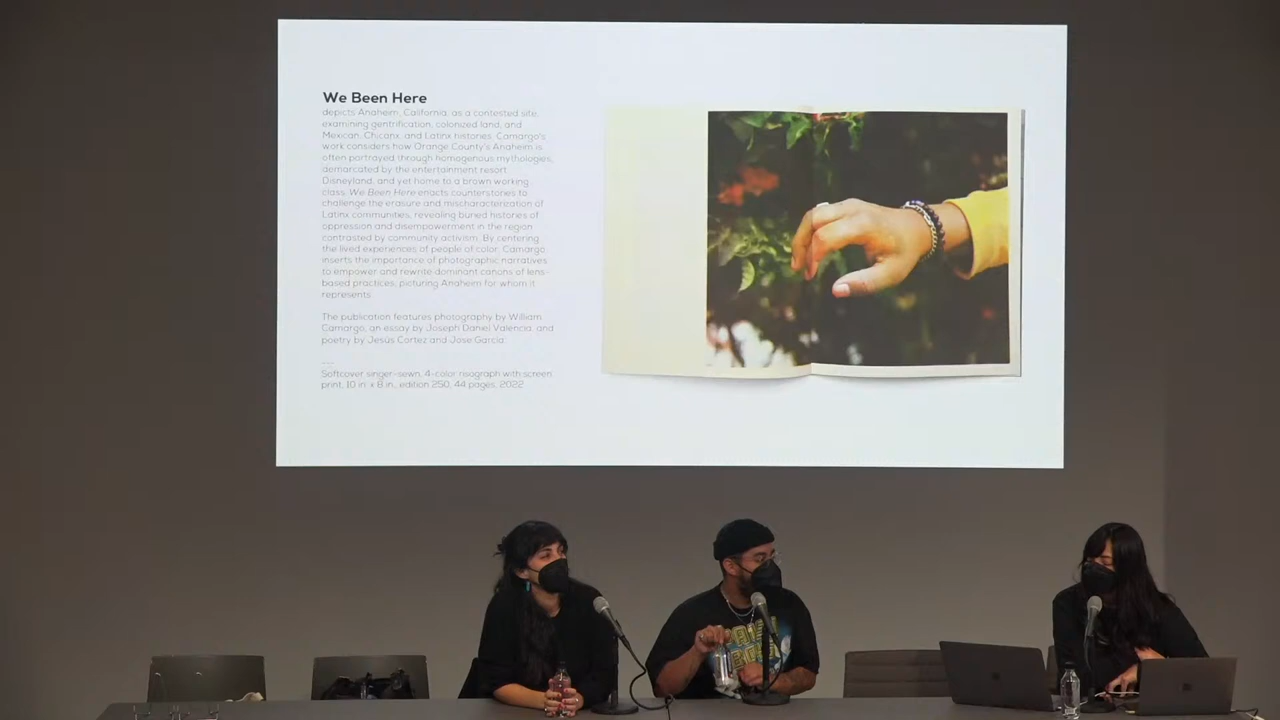 We Been Here
depicts Anaheim, California, as a contested site,
examining gentrification, colonized land, and
Mexican, Chicanx, and Latinx histories. Camargo's
work considers how Orange County's Anaheim is
often portrayed through homogenous mythologies,
demarcated by the entertainment resort
Disneyland, and yet home to a brown working
class. We Been Here enacts counterstories to
challenge the erasure and mischaracterization of
Latinx communities, revealing buried histories of
oppression and disempowerment in the region
contrasted by community activism. By centering
the lived experiences of people of color, Camargo
inserts the importance of photographic narratives
to empower and rewrite dominant canons of lens-
based practices, picturing Anaheim for whom it
represents.
The publication features photography by William
Camargo, an essay by Joseph Daniel Valencia, and
poetry by Jesús Cortez and Jose Garcia.
Softcover singer-sewn, 4-color risograph with screen
print, 10 in. x 8 in., edition 250, 44 pages, 2022